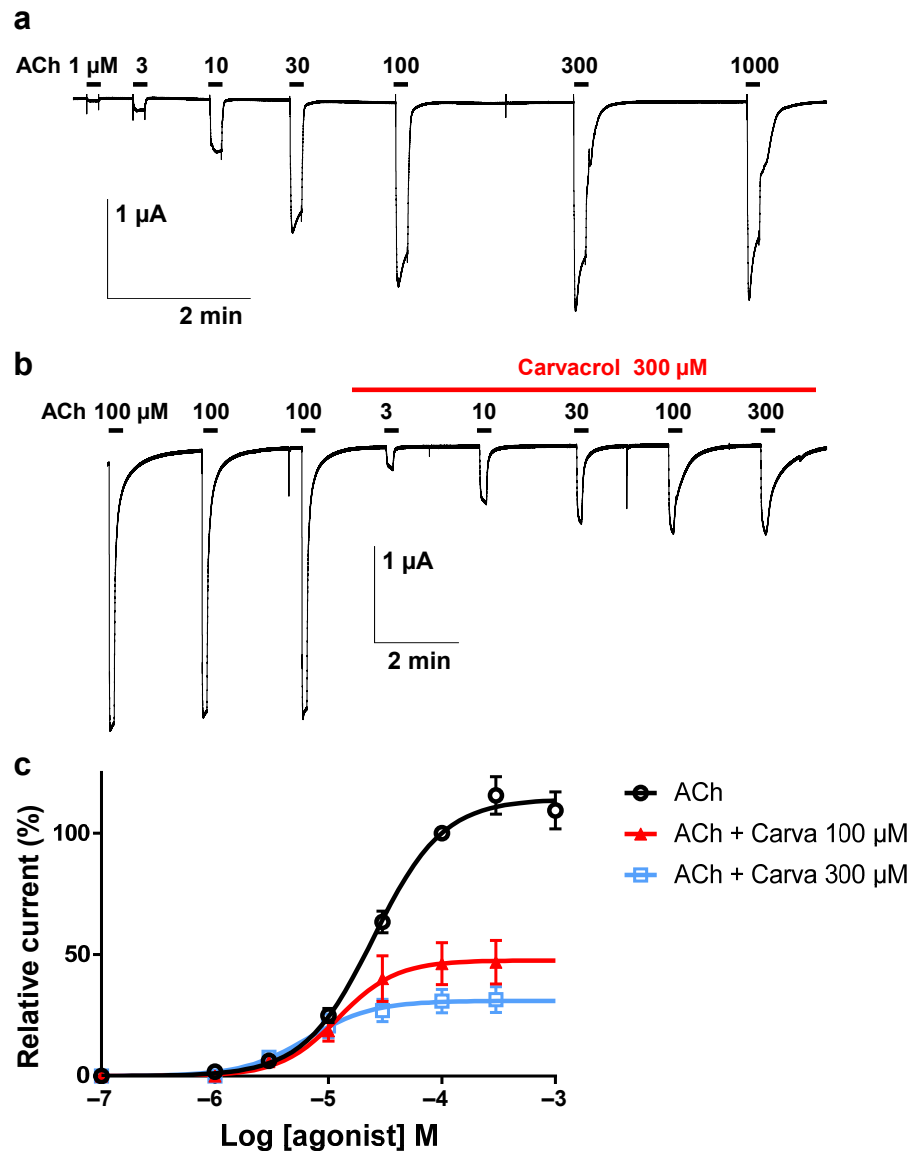 a
ACh 1 µM 3 10 30 100 300 1000
1 µA
2 min
b
Carvacrol 300 µM
ACh 100 µM 100 100 3 10 30 100 300
1 µA
2 min
c
Relative current (%)
100
50
0
–7 –6 –5 –4 –3
Log [agonist] M
ACh
ACh + Carva 100 µM
ACh + Carva 300 µM